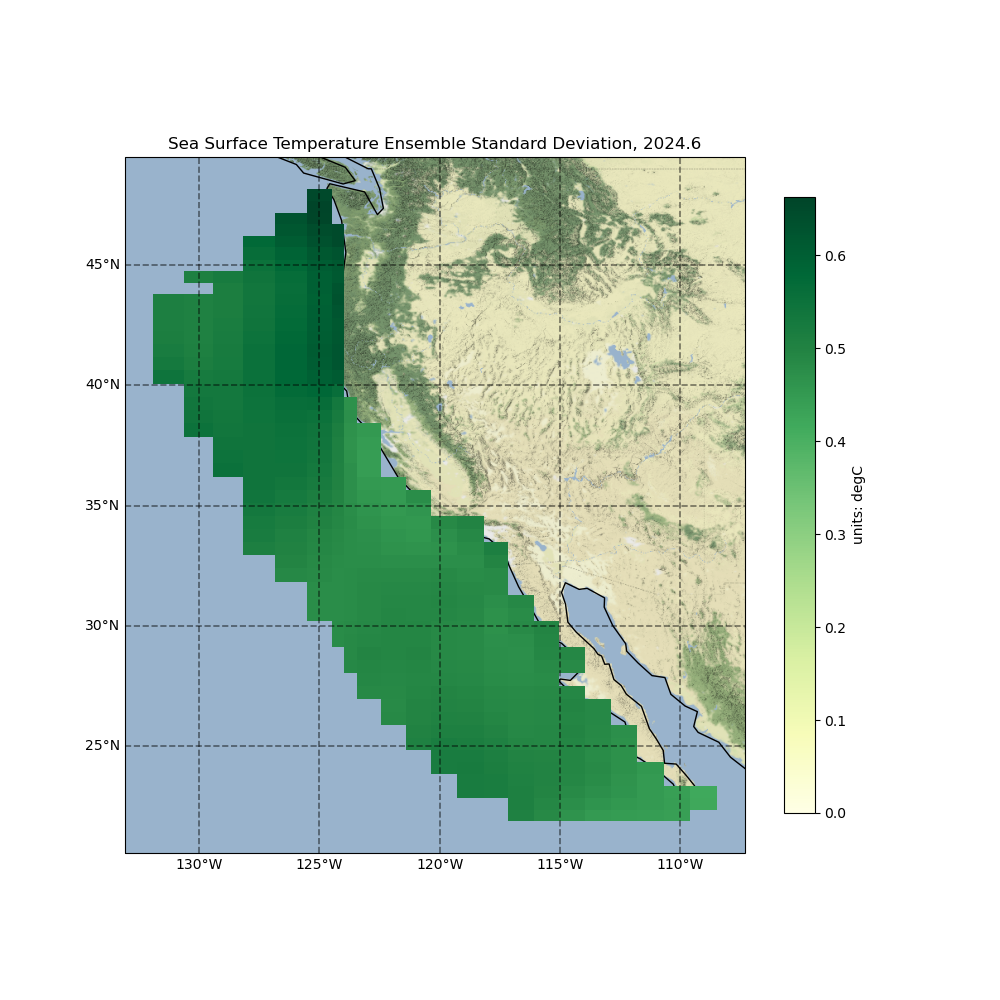 Sea Surface Temperature Ensemble Standard Deviation, 2024.6
45°N
40°N
35°N
30°N
25°N
130°W
125°W
120°W
115°W
110°W
0.6
0.5
0.4
0.3
0.2
0.1
0.0
units: degC